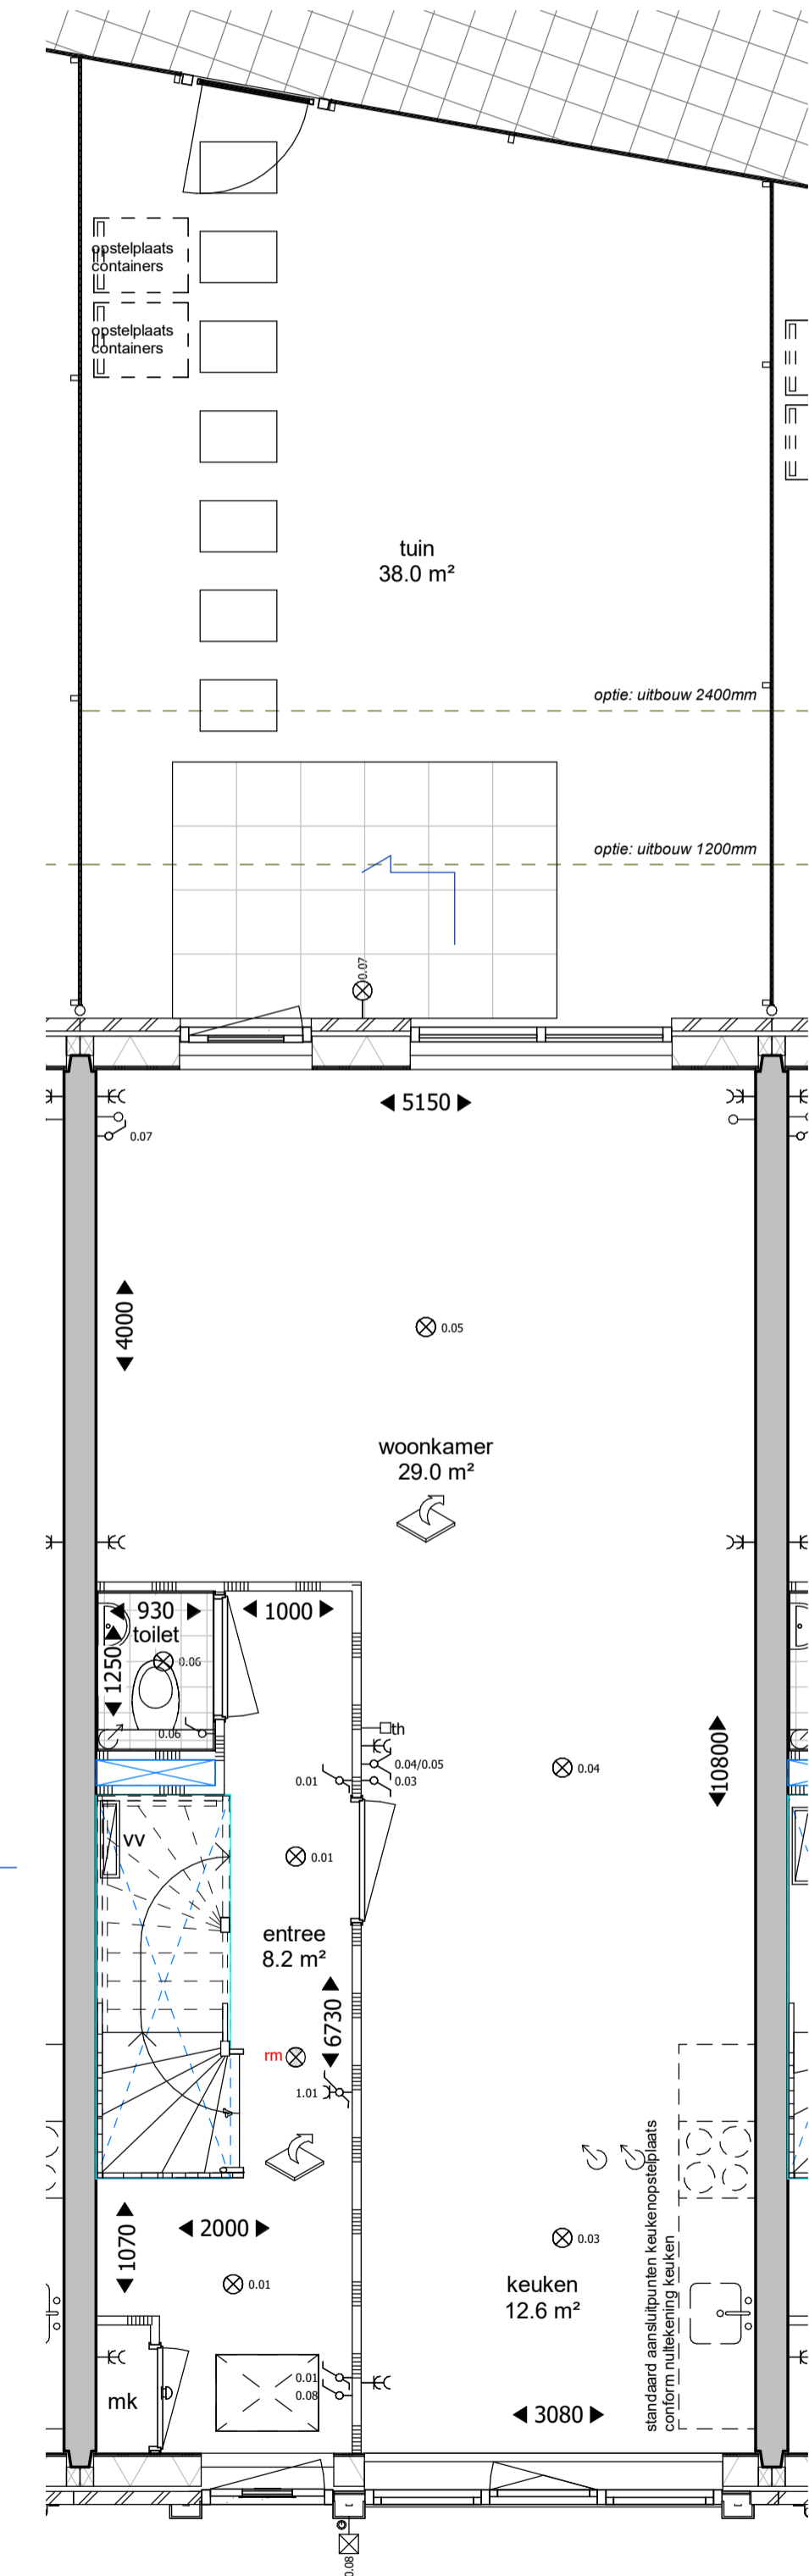 opstelplaats
containers
opstelplaats
containers
tuin
38.0 m²
optie: uitbouw 2400mm
optie: uitbouw 1200mm
0.07
5150
0.07
4000
0.05
woonkamer
29.0 m²
930
1000
toilet
1250
0.06
0.06
th
0.04/0.05
0.01
0.03
0.04
10800
vv
0.01
entree
8.2 m²
6730
rm
1.01
standaard aansluitpunten keukenopstelplaats
conform nultekening keuken
1070
2000
0.03
0.01
keuken
12.6 m²
0.01
0.08
mk
3080
0.08